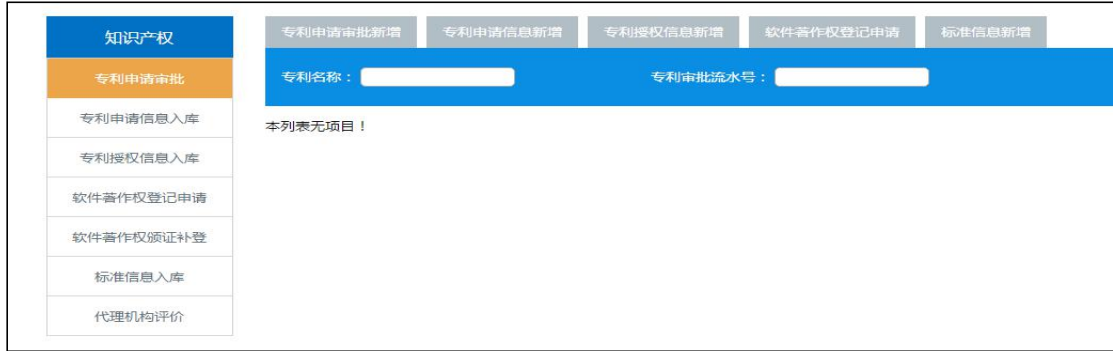 知识产权
专利申请审批
专利申请信息入库
专利授权信息入库
软件著作权登记申请
软件著作权颁证补登
标准信息入库
代理机构评价
专利申请审批新增 专利申请信息新增 专利授权信息新增 软件著作权登记申请 标准信息新增
专利名称： 专利审批流水号：
本列表无项目！